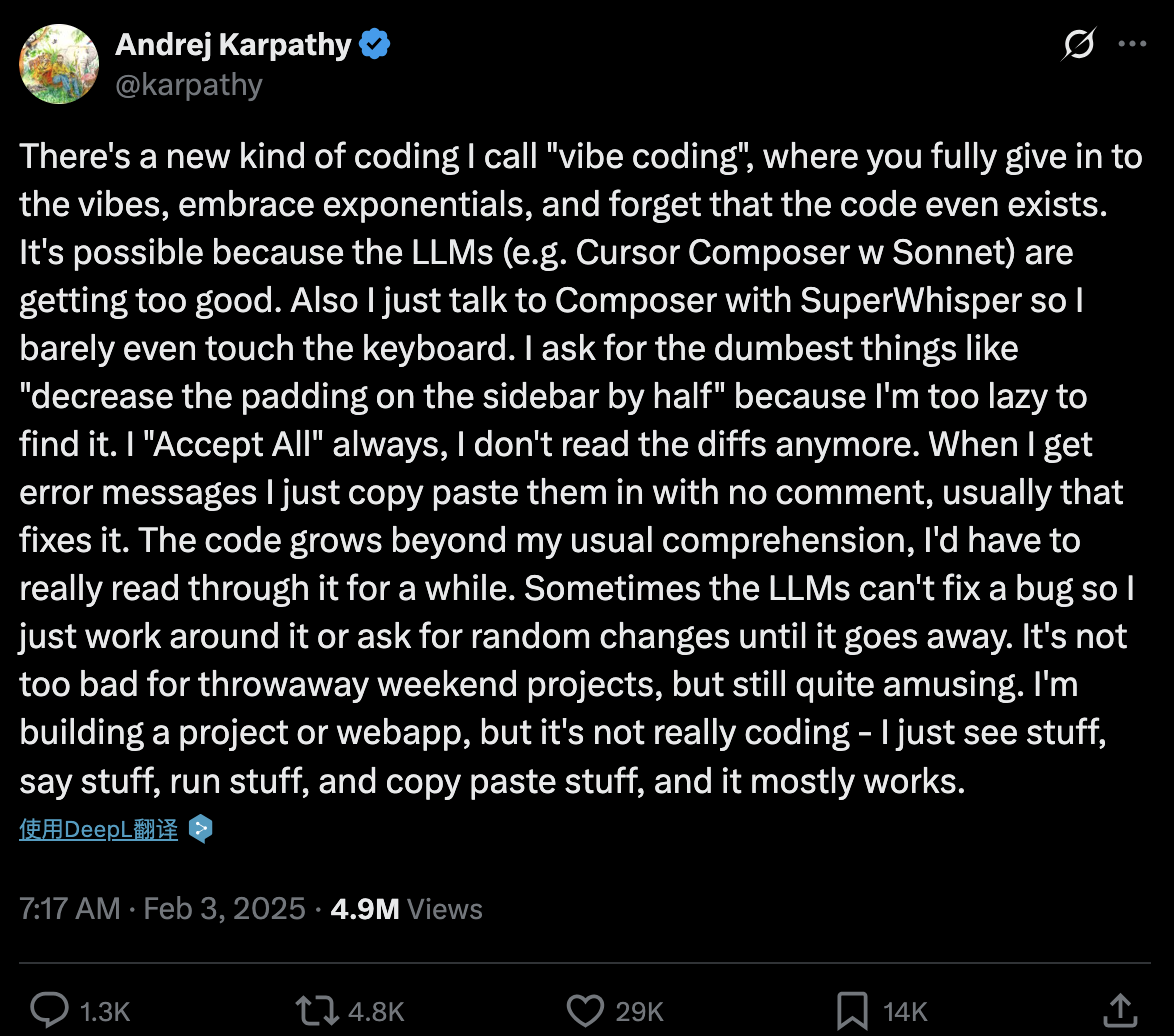 Andrej Karpathy
@karpathy
There's a new kind of coding I call "vibe coding", where you fully give in to
the vibes, embrace exponentials, and forget that the code even exists.
It's possible because the LLMs (e.g. Cursor Composer w Sonnet) are
getting too good. Also I just talk to Composer with SuperWhisper so I
barely even touch the keyboard. I ask for the dumbest things like
"decrease the padding on the sidebar by half" because I'm too lazy to
find it. I "Accept All" always, I don't read the diffs anymore. When I get
error messages I just copy paste them in with no comment, usually that
fixes it. The code grows beyond my usual comprehension, I'd have to
really read through it for a while. Sometimes the LLMs can't fix a bug so I
just work around it or ask for random changes until it goes away. It's not
too bad for throwaway weekend projects, but still quite amusing. I'm
building a project or webapp, but it's not really coding - I just see stuff,
say stuff, run stuff, and copy paste stuff, and it mostly works.
使用DeepL翻译
7:17 AM · Feb 3, 2025 · 4.9M Views
1.3K 4.8K 29K 14K